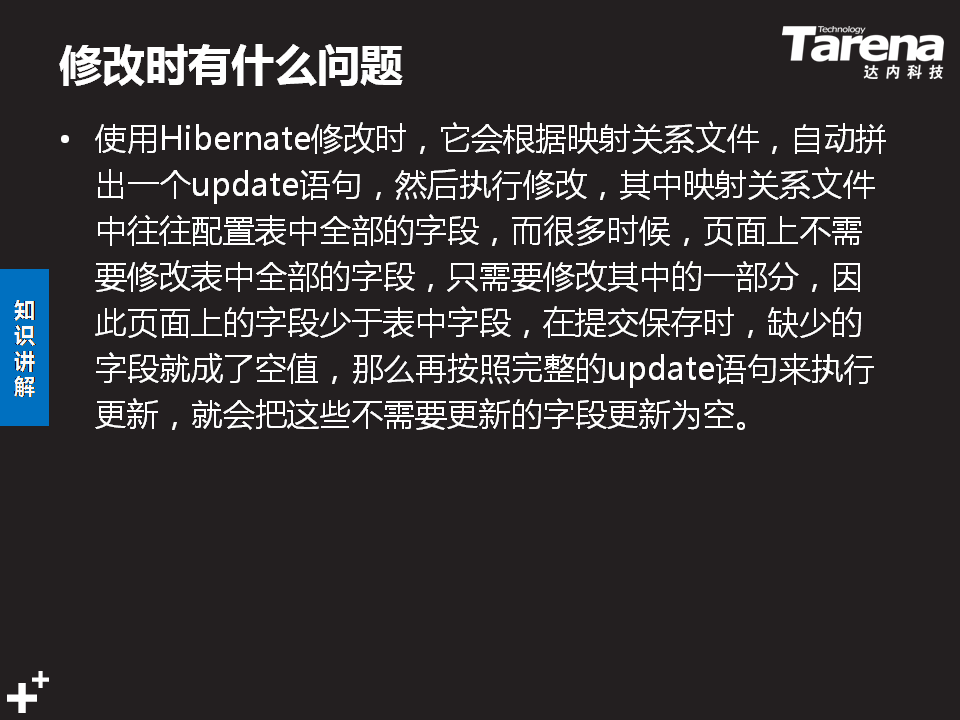 修改时有什么问题
Technology
Tarena
达内科技
• 使用Hibernate修改时，它会根据映射关系文件，自动拼
出一个update语句，然后执行修改，其中映射关系文件
中往往配置表中全部的字段，而很多时候，页面上不需
要修改表中全部的字段，只需要修改其中的一部分，因
此页面上的字段少于表中字段，在提交保存时，缺少的
字段就成了空值，那么再按照完整的update语句来执行
更新，就会把这些不需要更新的字段更新为空。
知
识
讲
解